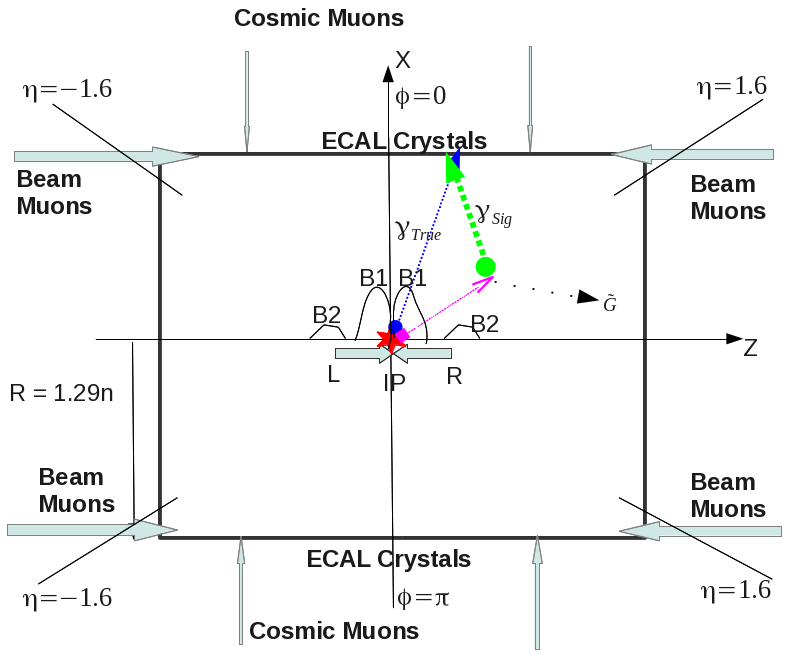 Cosmic Muons
X
η=−1.6
ϕ=0
η=1.6
ECAL Crystals
Beam
Muons
Beam
Muons
γTrue
γSig
B1 B1
G̃
B2
B2
Z
L
IP
R
R = 1.29n
Beam
Muons
Beam
Muons
ECAL Crystals
η=−1.6
ϕ=π
η=1.6
Cosmic Muons